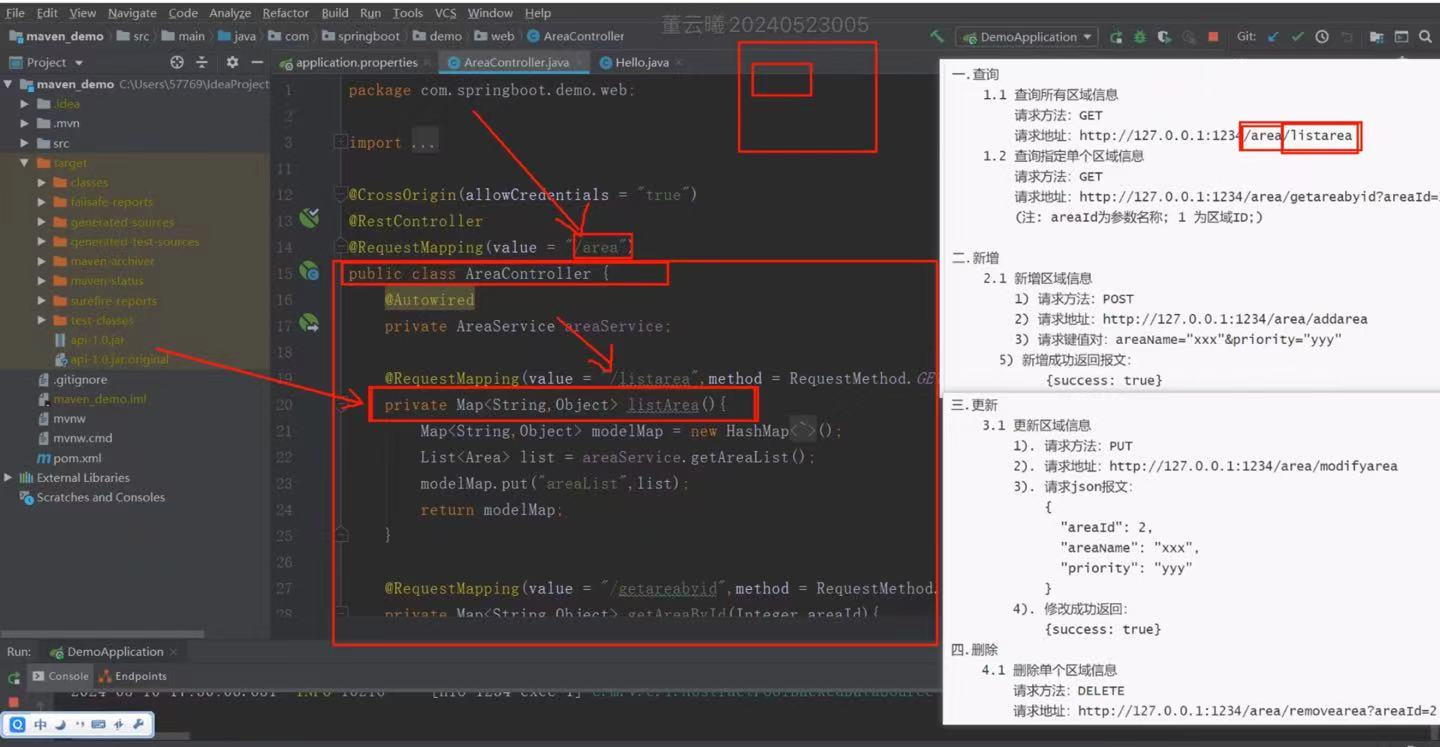 File Edit View Navigate Code Analyze Refactor Build Run Tools VCS Window Help
董云曦20240523005
maven_demo src main java com springboot demo web AreaController
DemoApplication
Git:
Project
application.properties
AreaController.java
Hello.java
maven_demo C:\Users\57769\IdeaProject
.idea
.mvn
src
target
classes
failsafe-reports
generated-sources
generated-test-sources
maven-archiver
maven-status
surefire-reports
test-classes
api-1.0.jar
api-1.0.jar.original
.gitignore
maven_demo.iml
mvnw
mvnw.cmd
pom.xml
External Libraries
Scratches and Consoles
1 package com.springboot.demo.web;
2
3 import ...
11
12 @CrossOrigin(allowCredentials = "true")
13 @RestController
14 @RequestMapping(value = "/area")
15 public class AreaController {
16 @Autowired
17 private AreaService areaService;
18
19 @RequestMapping(value = "/listarea",method = RequestMethod.GE
20 private Map<String,Object> listArea(){
21 Map<String,Object> modelMap = new HashMap<~>();
22 List<Area> list = areaService.getAreaList();
23 modelMap.put("areaList",list);
24 return modelMap;
25 }
26
27 @RequestMapping(value = "/getareabyid",method = RequestMethod.
28 private Map<String,Object> getAreaById(Integer areaId){
一.查询
1.1 查询所有区域信息
请求方法: GET
请求地址: http://127.0.0.1:1234/area/listarea
1.2 查询指定单个区域信息
请求方法: GET
请求地址: http://127.0.0.1:1234/area/getareabyid?areaId=
(注: areaId为参数名称; 1 为区域ID;)
二.新增
2.1 新增区域信息
1) 请求方法: POST
2) 请求地址: http://127.0.0.1:1234/area/addarea
3) 请求键值对: areaName="xxx"&priority="yyy"
5) 新增成功返回报文:
{success: true}
三.更新
3.1 更新区域信息
1). 请求方法: PUT
2). 请求地址: http://127.0.0.1:1234/area/modifyarea
3). 请求json报文:
{
"areaId": 2,
"areaName": "xxx",
"priority": "yyy"
}
4). 修改成功返回:
{success: true}
四.删除
4.1 删除单个区域信息
请求方法: DELETE
请求地址: http://127.0.0.1:1234/area/removearea?areaId=2
Run: DemoApplication
Console Endpoints
中